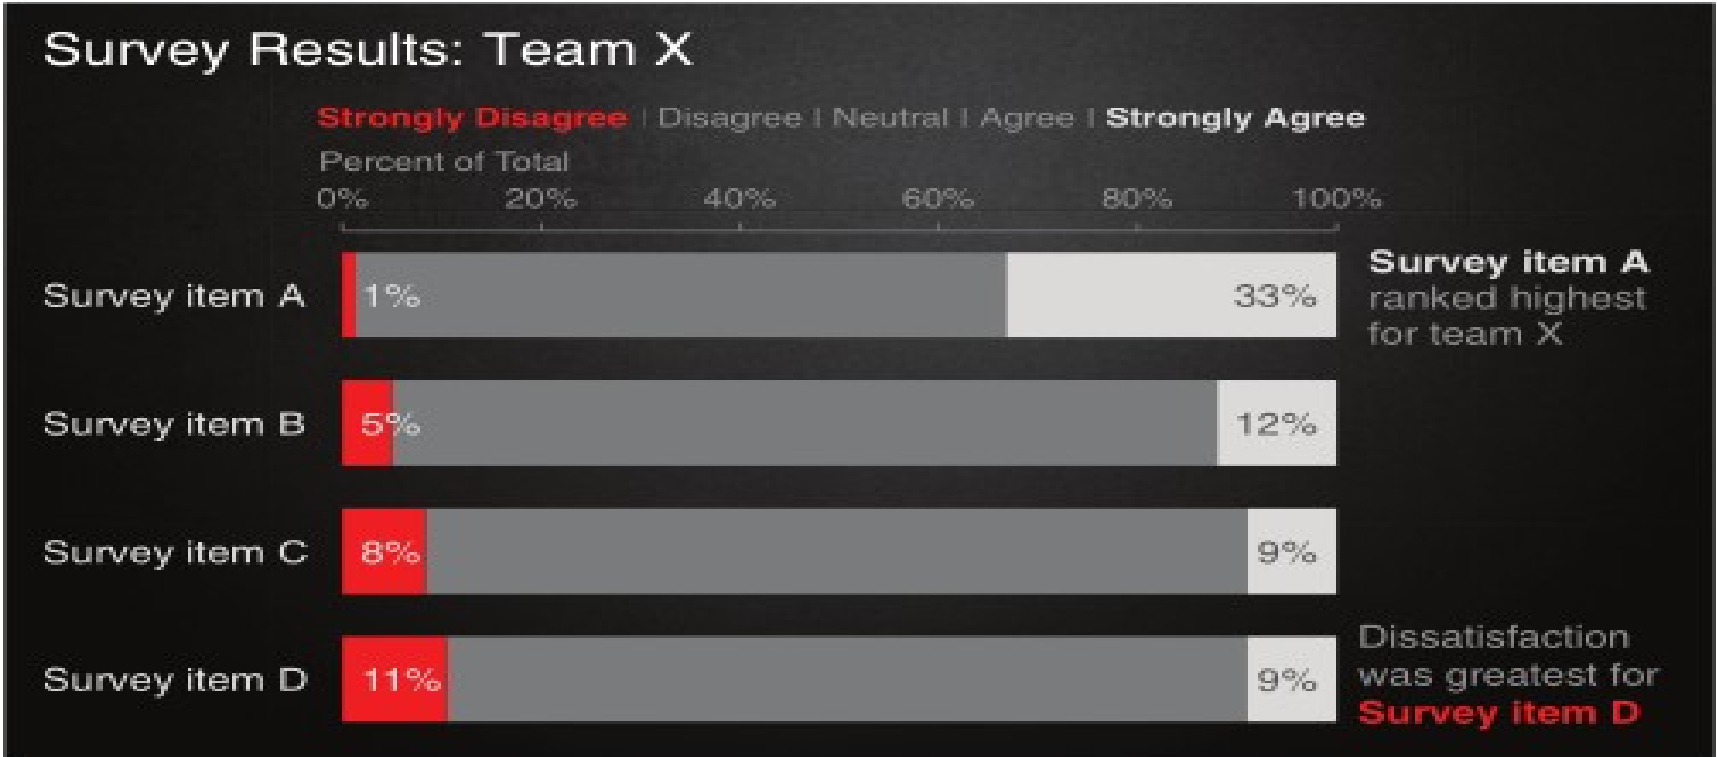 Survey Results: Team X
Strongly Disagree | Disagree | Neutral | Agree | Strongly Agree
Percent of Total
0% 20% 40% 60% 80% 100%
Survey item A 1% 33%
Survey item A
ranked highest
for team X
Survey item B 5% 12%
Survey item C 8% 9%
Survey item D 11% 9%
Dissatisfaction
was greatest for
Survey item D